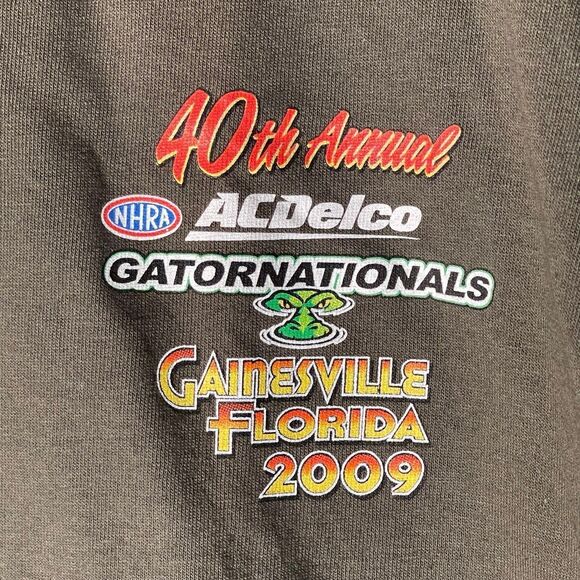 40th Annual
NHRA ACDelco
GATORNATIONALS
GAINESVILLE
FLORIDA
2009